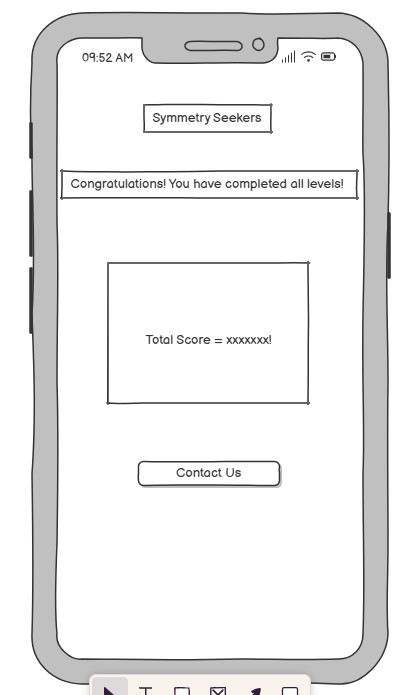 09:52 AM
Symmetry Seekers
Congratulations! You have completed all levels!
Total Score = xxxxxxx!
Contact Us